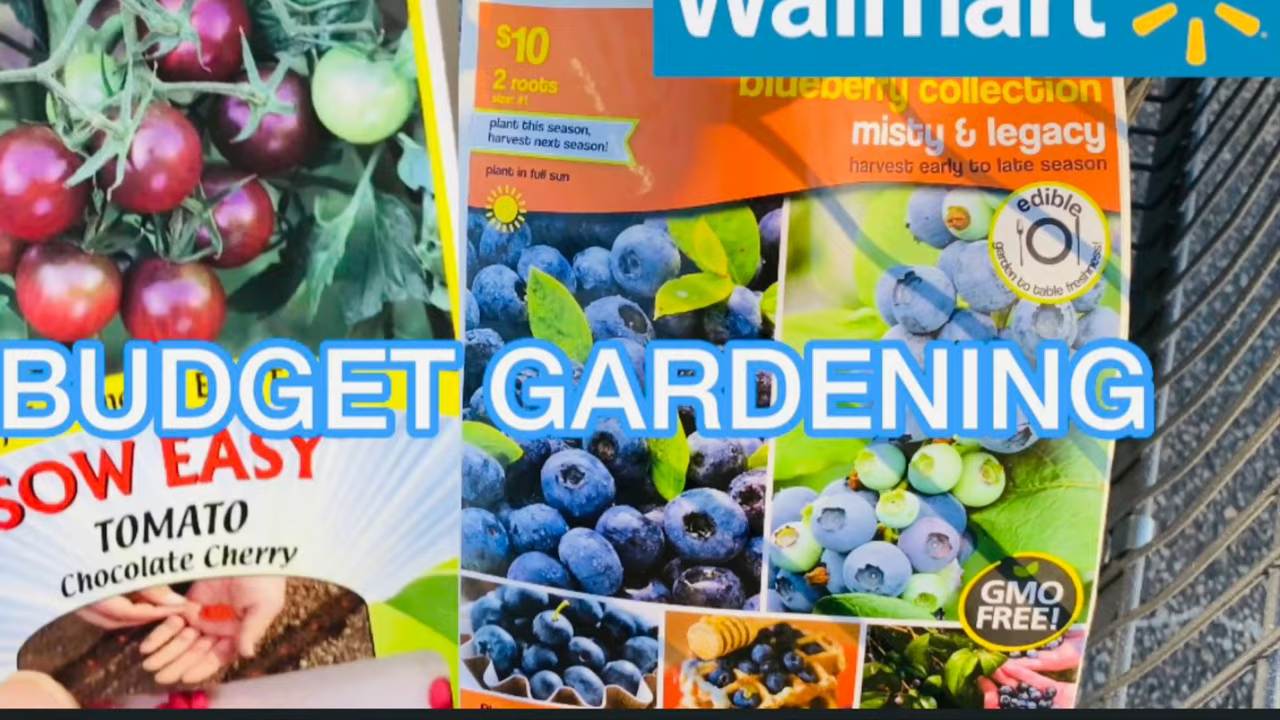 Walmart
$10
2 roots
size: #1
plant this season,
harvest next season!
plant in full sun
blueberry collection
misty & legacy
harvest early to late season
edible
garden to table freshness!
BUDGET GARDENING
SOW EASY
TOMATO
Chocolate Cherry
GMO
FREE!